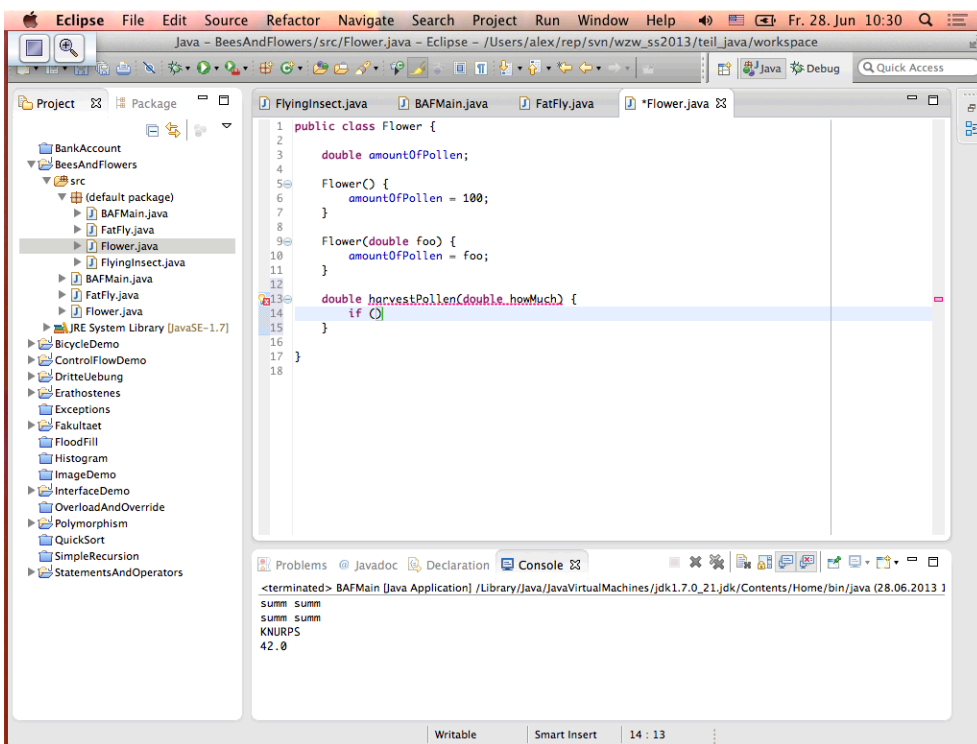 Eclipse File Edit Source Refactor Navigate Search Project Run Window Help Fr. 28. Jun 10:30
Java – BeesAndFlowers/src/Flower.java – Eclipse – /Users/alex/rep/svn/wzw_ss2013/teil_java/workspace
Java Debug Quick Access
Project Package
BankAccount
BeesAndFlowers
src
(default package)
BAFMain.java
FatFly.java
Flower.java
FlyingInsect.java
BAFMain.java
FatFly.java
Flower.java
JRE System Library [JavaSE-1.7]
BicycleDemo
ControlFlowDemo
DritteUebung
Erathostenes
Exceptions
Fakultaet
FloodFill
Histogram
ImageDemo
InterfaceDemo
OverloadAndOverride
Polymorphism
QuickSort
SimpleRecursion
StatementsAndOperators
FlyingInsect.java BAFMain.java FatFly.java *Flower.java
1 public class Flower {
2
3 double amountOfPollen;
4
5 Flower() {
6 amountOfPollen = 100;
7 }
8
9 Flower(double foo) {
10 amountOfPollen = foo;
11 }
12
13 double harvestPollen(double howMuch) {
14 if ()
15 }
16
17 }
18
Problems @ Javadoc Declaration Console
<terminated> BAFMain [Java Application] /Library/Java/JavaVirtualMachines/jdk1.7.0_21.jdk/Contents/Home/bin/java (28.06.2013 1
summ summ
summ summ
KNURPS
42.0
Writable Smart Insert 14 : 13